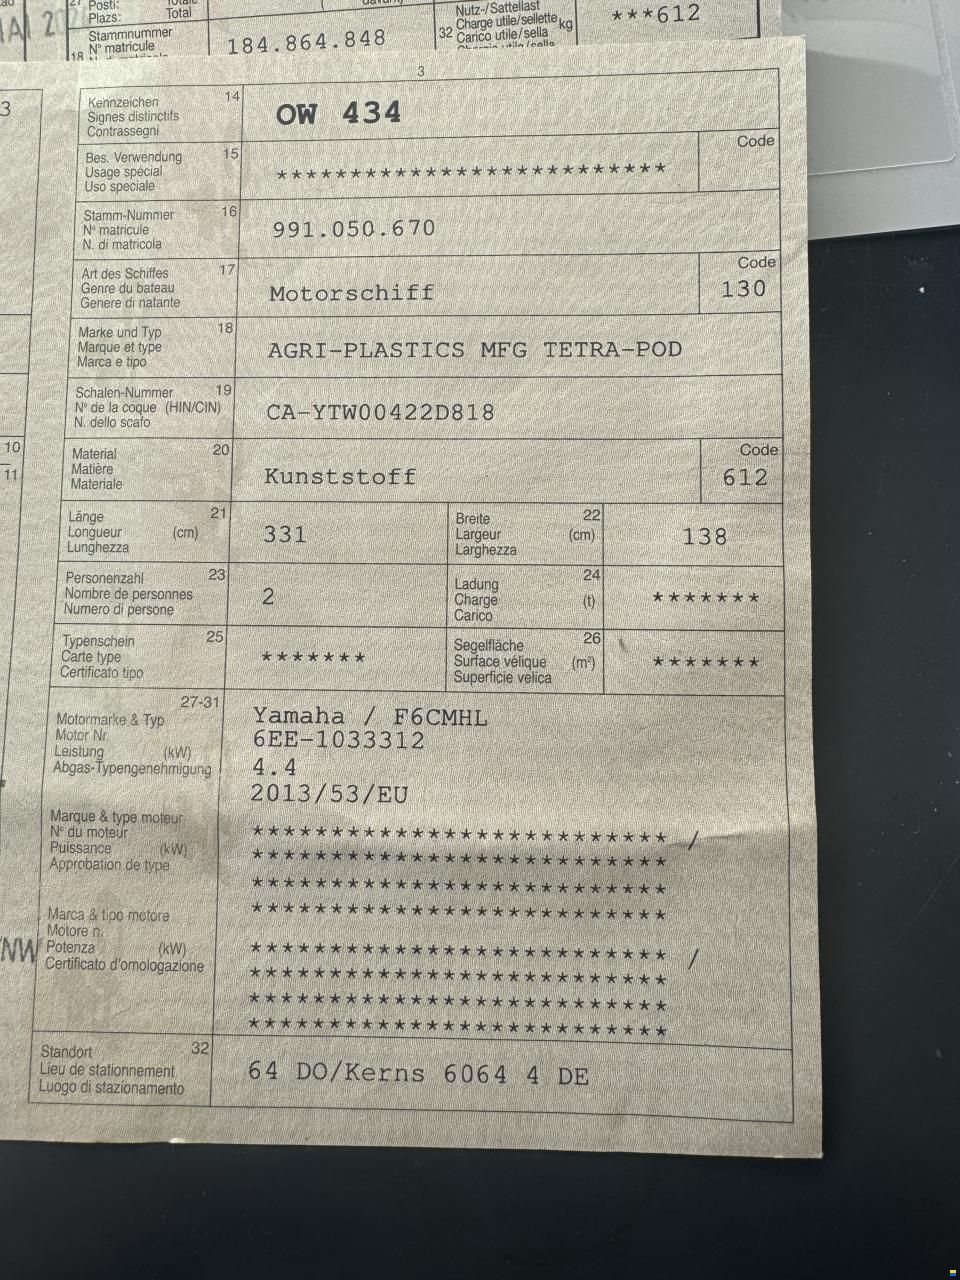 Posti:
Plazs: Total
Stammnummer
N° matricule
18
184.864.848
Nutz-/Sattellast
Charge utile/sellette kg
32 Carico utile/sella
***612
3
Kennzeichen 14
Signes distinctifs
Contrassegni
OW 434
Bes. Verwendung 15
Usage spécial
Uso speciale
**************************
Code
Stamm-Nummer 16
N° matricule
N. di matricola
991.050.670
Art des Schiffes 17
Genre du bateau
Genere di natante
Motorschiff
Code
130
Marke und Typ 18
Marque et type
Marca e tipo
AGRI-PLASTICS MFG TETRA-POD
Schalen-Nummer 19
N° de la coque (HIN/CIN)
N. dello scafo
CA-YTW00422D818
10
11
Material 20
Matière
Materiale
Kunststoff
Code
612
Länge 21
Longueur (cm)
Lunghezza
331
Breite 22
Largeur (cm)
Larghezza
138
Personenzahl 23
Nombre de personnes
Numero di persone
2
Ladung 24
Charge (t)
Carico
*******
Typenschein 25
Carte type
Certificato tipo
*******
Segelfläche 26
Surface vélique (m²)
Superficie velica
*******
27-31
Motormarke & Typ
Motor Nr.
Leistung (kW)
Abgas-Typengenehmigung
Yamaha / F6CMHL
6EE-1033312
4.4
2013/53/EU
Marque & type moteur
N° du moteur
Puissance (kW)
Approbation de type
*************************** /
***************************
***************************
***************************
Marca & tipo motore
Motore n.
Potenza (kW)
Certificato d'omologazione
*************************** /
***************************
***************************
***************************
/NW
Standort 32
Lieu de stationnement
Luogo di stazionamento
64 DO/Kerns 6064 4 DE